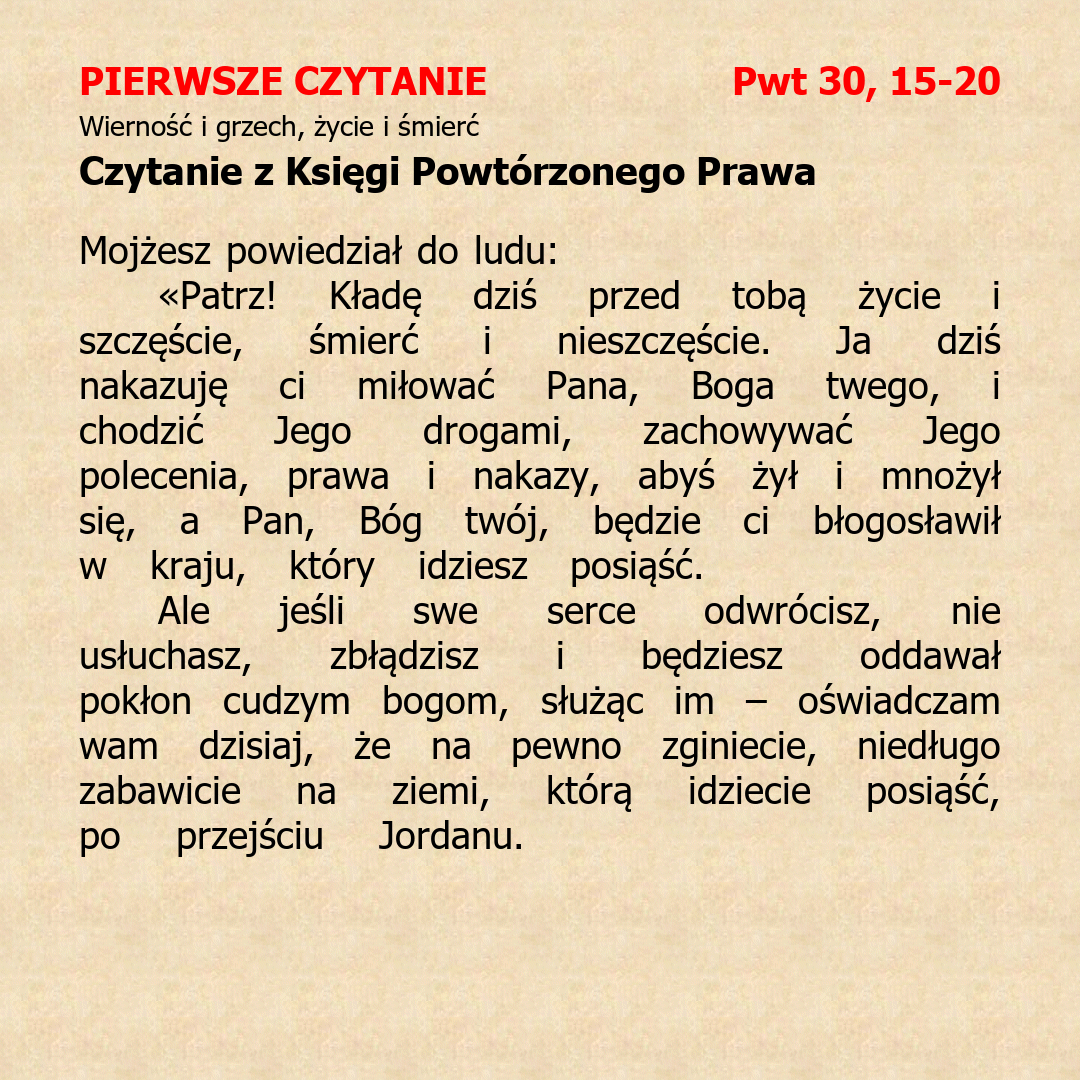 PIERWSZE CZYTANIE Pwt 30, 15-20
Wierność i grzech, życie i śmierć
Czytanie z Księgi Powtórzonego Prawa
Mojżesz powiedział do ludu:
«Patrz! Kładę dziś przed tobą życie i
szczęście, śmierć i nieszczęście. Ja dziś
nakazuję ci miłować Pana, Boga twego, i
chodzić Jego drogami, zachowywać Jego
polecenia, prawa i nakazy, abyś żył i mnożył
się, a Pan, Bóg twój, będzie ci błogosławił
w kraju, który idziesz posiąść.
Ale jeśli swe serce odwrócisz, nie
usłuchasz, zbłądzisz i będziesz oddawał
pokłon cudzym bogom, służąc im – oświadczam
wam dzisiaj, że na pewno zginiecie, niedługo
zabawicie na ziemi, którą idziecie posiąść,
po przejściu Jordanu.